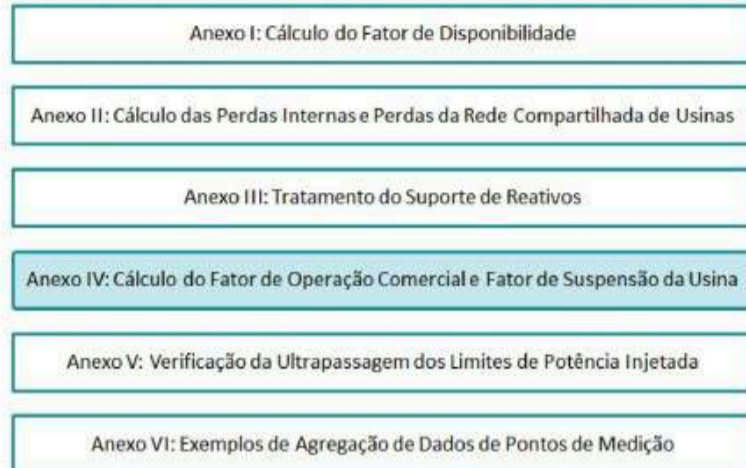 Anexo I: Cálculo do Fator de Disponibilidade
Anexo II: Cálculo das Perdas Internas e Perdas da Rede Compartilhada de Usinas
Anexo III: Tratamento do Suporte de Reativos
Anexo IV: Cálculo do Fator de Operação Comercial e Fator de Suspensão da Usina
Anexo V: Verificação da Ultrapassagem dos Limites de Potência Injetada
Anexo VI: Exemplos de Agregação de Dados de Pontos de Medição